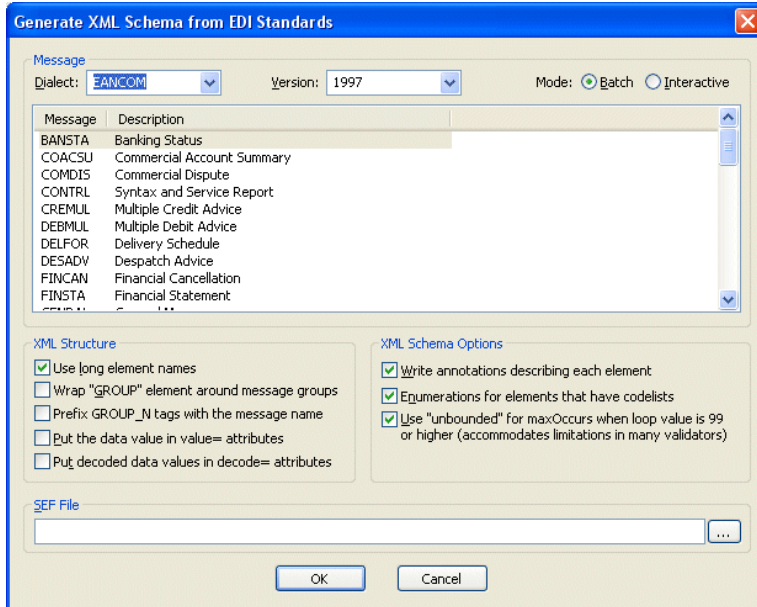 Generate XML Schema from EDI Standards
Message
Dialect: EANCOM Version: 1997 Mode: Batch Interactive
Message Description
BANSTA Banking Status
COACSU Commercial Account Summary
COMDIS Commercial Dispute
CONTRL Syntax and Service Report
CREMUL Multiple Credit Advice
DEBMUL Multiple Debit Advice
DELFOR Delivery Schedule
DESADV Despatch Advice
FINCAN Financial Cancellation
FINSTA Financial Statement
XML Structure
Use long element names
Wrap "GROUP" element around message groups
Prefix GROUP_N tags with the message name
Put the data value in value= attributes
Put decoded data values in decode= attributes
XML Schema Options
Write annotations describing each element
Enumerations for elements that have codelists
Use "unbounded" for maxOccurs when loop value is 99
or higher (accommodates limitations in many validators)
SEF File
...
OK Cancel